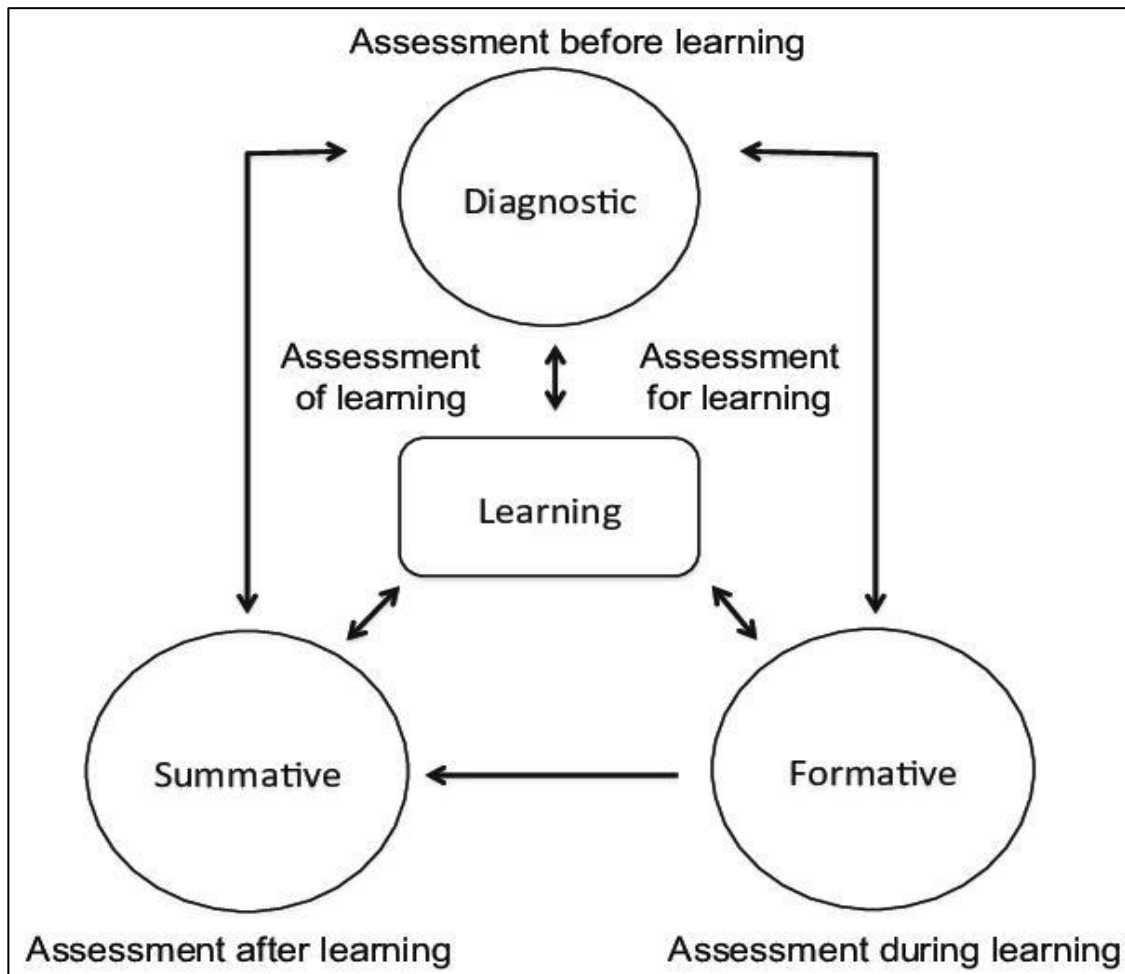 Assessment before learning
Diagnostic
Assessment
of learning
Assessment
for learning
Learning
Summative
Formative
Assessment after learning
Assessment during learning